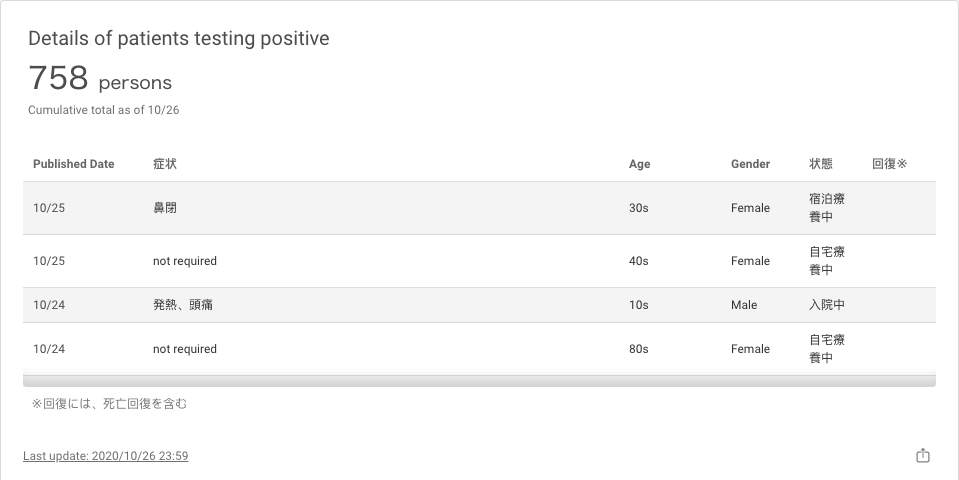 Details of patients testing positive
758 persons
Cumulative total as of 10/26
Published Date 症状 Age Gender 状態 回復※
10/25 鼻閉 30s Female 宿泊療
養中
10/25 not required 40s Female 自宅療
養中
10/24 発熱、頭痛 10s Male 入院中
10/24 not required 80s Female 自宅療
養中
※回復には、死亡回復を含む
Last update: 2020/10/26 23:59